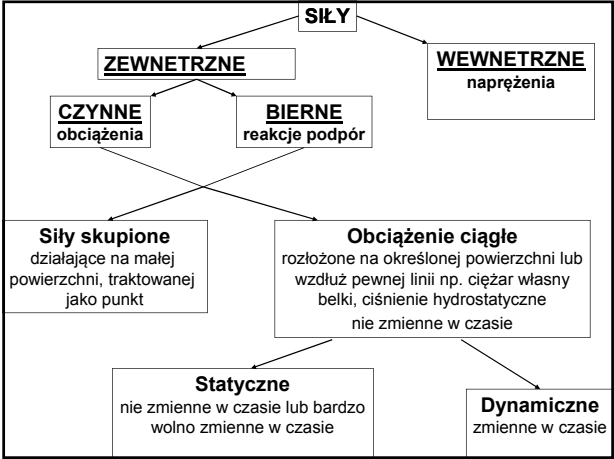 SIŁY
ZEWNETRZNE
WEWNETRZNE
naprężenia
CZYNNE
obciążenia
BIERNE
reakcje podpór
Siły skupione
działające na małej
powierzchni, traktowanej
jako punkt
Obciążenie ciągłe
rozłożone na określonej powierzchni lub
wzdłuż pewnej linii np. ciężar własny
belki, ciśnienie hydrostatyczne
nie zmienne w czasie
Statyczne
nie zmienne w czasie lub bardzo
wolno zmienne w czasie
Dynamiczne
zmienne w czasie